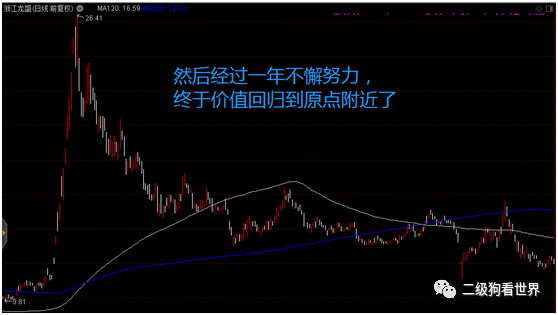 浙江龙盛(日线.前复权) MA120: 16.59
26.41
然后经过一年不懈努力，
终于价值回归到原点附近了
9.81
二级狗看世界